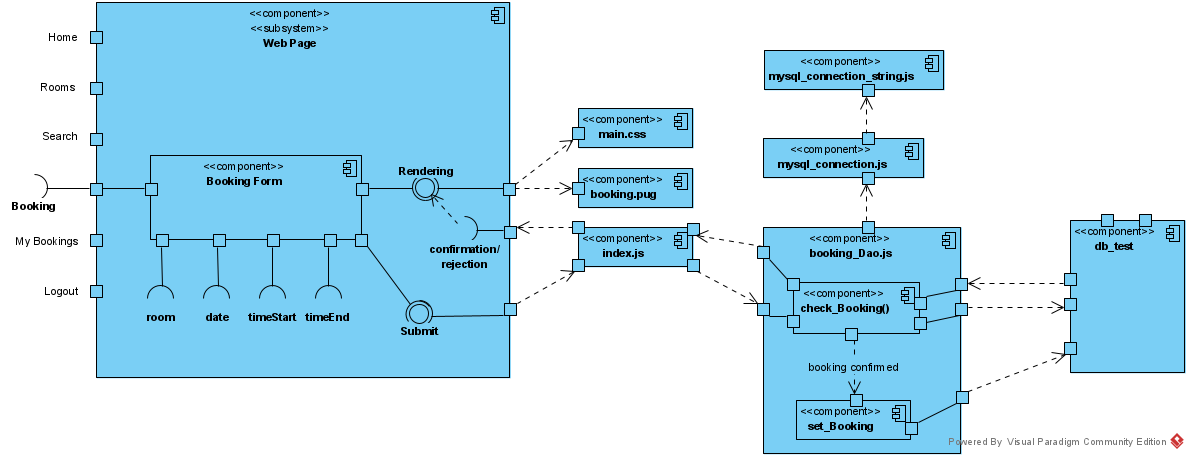 <<component>>
<<subsystem>>
Web Page
Home
Rooms
Search
Booking
My Bookings
Logout
<<component>>
Booking Form
Rendering
confirmation/
rejection
room
date
timeStart
timeEnd
Submit
<<component>>
main.css
<<component>>
booking.pug
<<component>>
index.js
<<component>>
mysql_connection_string.js
<<component>>
mysql_connection.js
<<component>>
booking_Dao.js
<<component>>
check_Booking()
booking confirmed
<<component>>
set_Booking
<<component>>
db_test
Powered By Visual Paradigm Community Edition